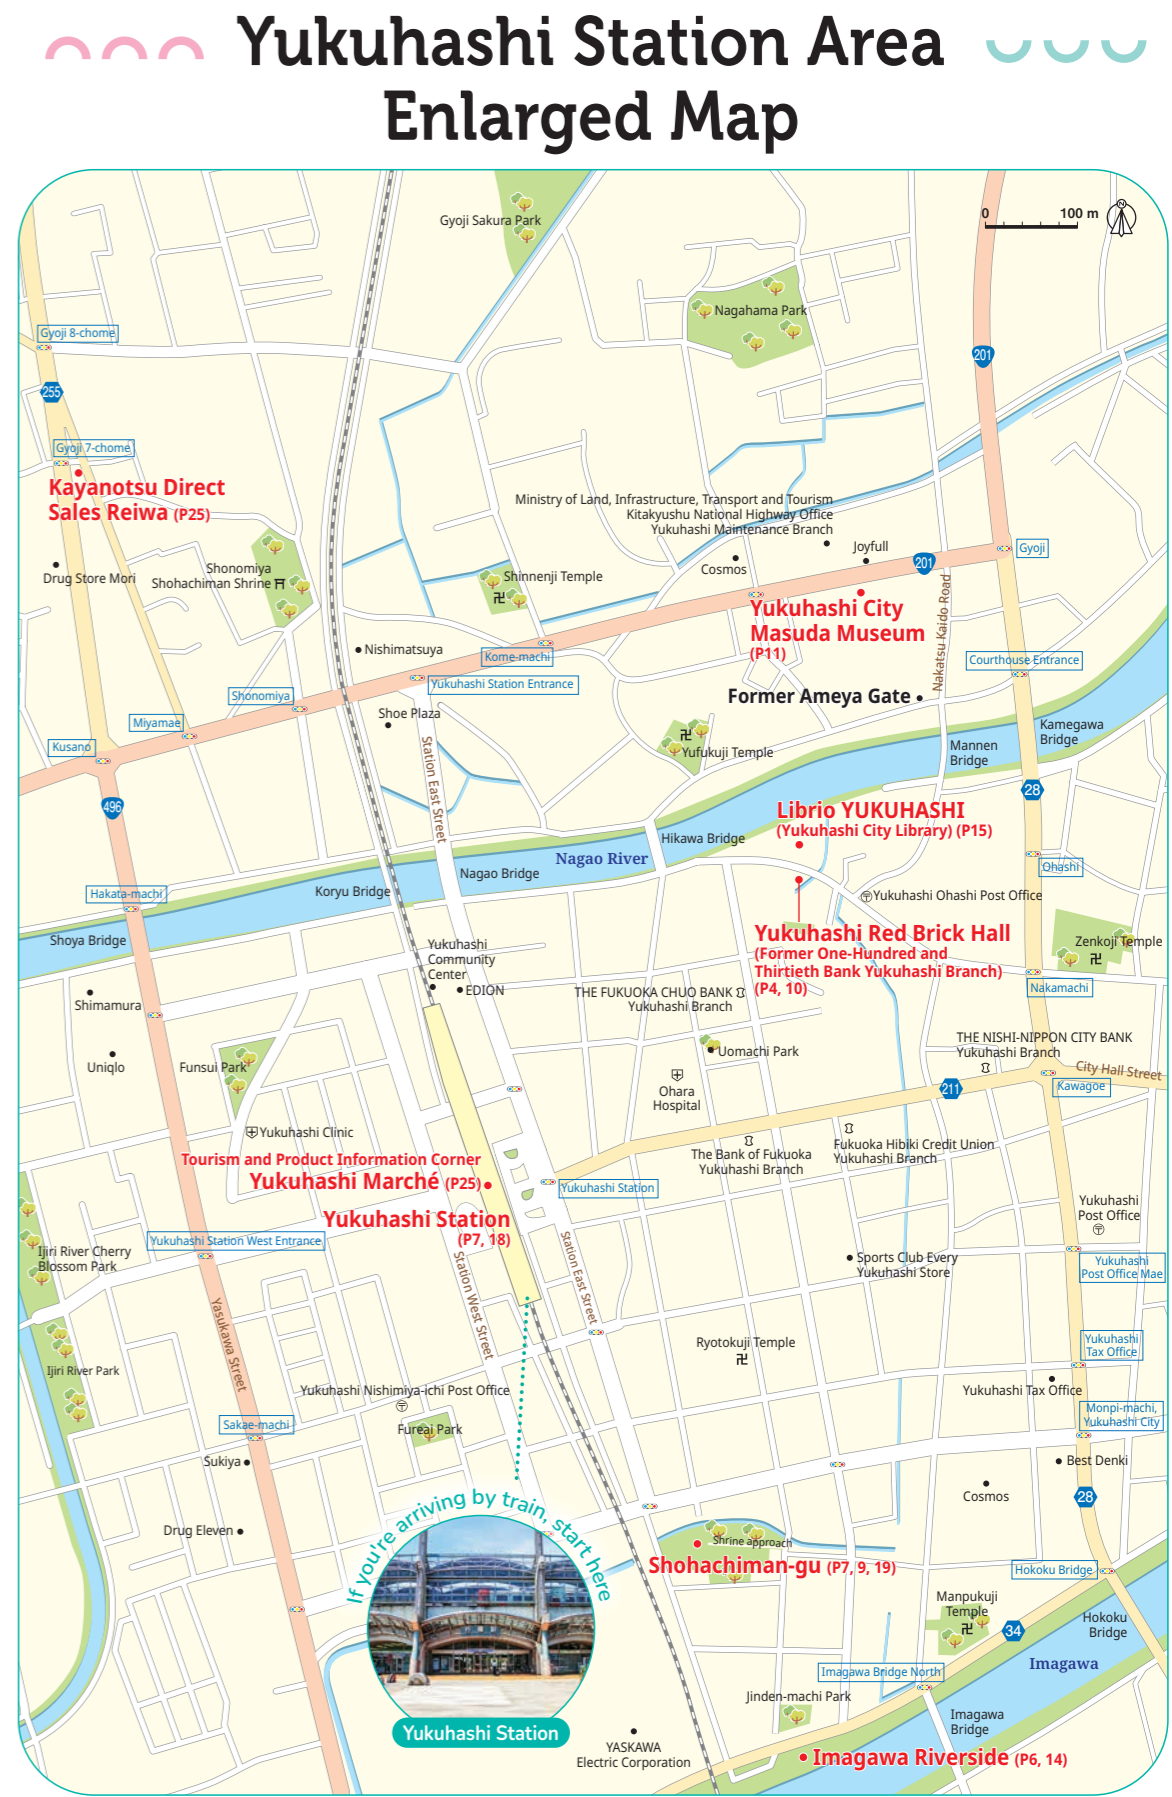 Yukuhashi Station Area
Enlarged Map
Gyoji Sakura Park
0
100 m
N
Nagahama Park
Gyoji 8-chome
201
255
Gyoji 7-chome
Kayanotsu Direct
Sales Reiwa (P25)
Ministry of Land, Infrastructure, Transport and Tourism
Kitakyushu National Highway Office
Yukuhashi Maintenance Branch
Joyfull
Gyoji
Cosmos
201
Drug Store Mori
Shonomiya
Shohachiman Shrine
Shinnenji Temple
Yukuhashi City
Masuda Museum
(P11)
Nakatsu Kaido Road
Nishimatsuya
Kome-machi
Courthouse Entrance
Yukuhashi Station Entrance
Shonomiya
Former Ameya Gate
Miyamae
Shoe Plaza
Kamegawa
Bridge
Kusano
Station East Street
Yufukuji Temple
Mannen
Bridge
496
28
Librio YUKUHASHI
(Yukuhashi City Library) (P15)
Hikawa Bridge
Nagao River
Nagao Bridge
Ohashi
Hakata-machi
Koryu Bridge
Yukuhashi Ohashi Post Office
Shoya Bridge
Yukuhashi
Community
Center
Yukuhashi Red Brick Hall
(Former One-Hundred and
Thirtieth Bank Yukuhashi Branch)
(P4, 10)
Zenkoji Temple
EDION
THE FUKUOKA CHUO BANK
Yukuhashi Branch
Nakamachi
Shimamura
Uniqlo
Funsui Park
Uomachi Park
THE NISHI-NIPPON CITY BANK
Yukuhashi Branch
City Hall Street
Kawagoe
211
Ohara
Hospital
Yukuhashi Clinic
Fukuoka Hibiki Credit Union
Yukuhashi Branch
The Bank of Fukuoka
Yukuhashi Branch
Tourism and Product Information Corner
Yukuhashi Marché (P25)
Yukuhashi Station
Yukuhashi Station
(P7, 18)
Yukuhashi
Post Office
Yukuhashi Station West Entrance
Ijiri River Cherry
Blossom Park
Station West Street
Station East Street
Sports Club Every
Yukuhashi Store
Yukuhashi
Post Office Mae
Yasukawa Street
Ryotokuji Temple
Yukuhashi
Tax Office
Ijiri River Park
Yukuhashi Nishimiya-ichi Post Office
Yukuhashi Tax Office
Monpi-machi,
Yukuhashi City
Sakae-machi
Fureai Park
Sukiya
Best Denki
Cosmos
28
If you're arriving by train, start here
Drug Eleven
Shrine approach
Shohachiman-gu (P7, 9, 19)
Hokoku Bridge
Manpukuji
Temple
34
Hokoku
Bridge
Imagawa
Imagawa Bridge North
Jinden-machi Park
Imagawa
Bridge
Yukuhashi Station
YASKAWA
Electric Corporation
Imagawa Riverside (P6, 14)